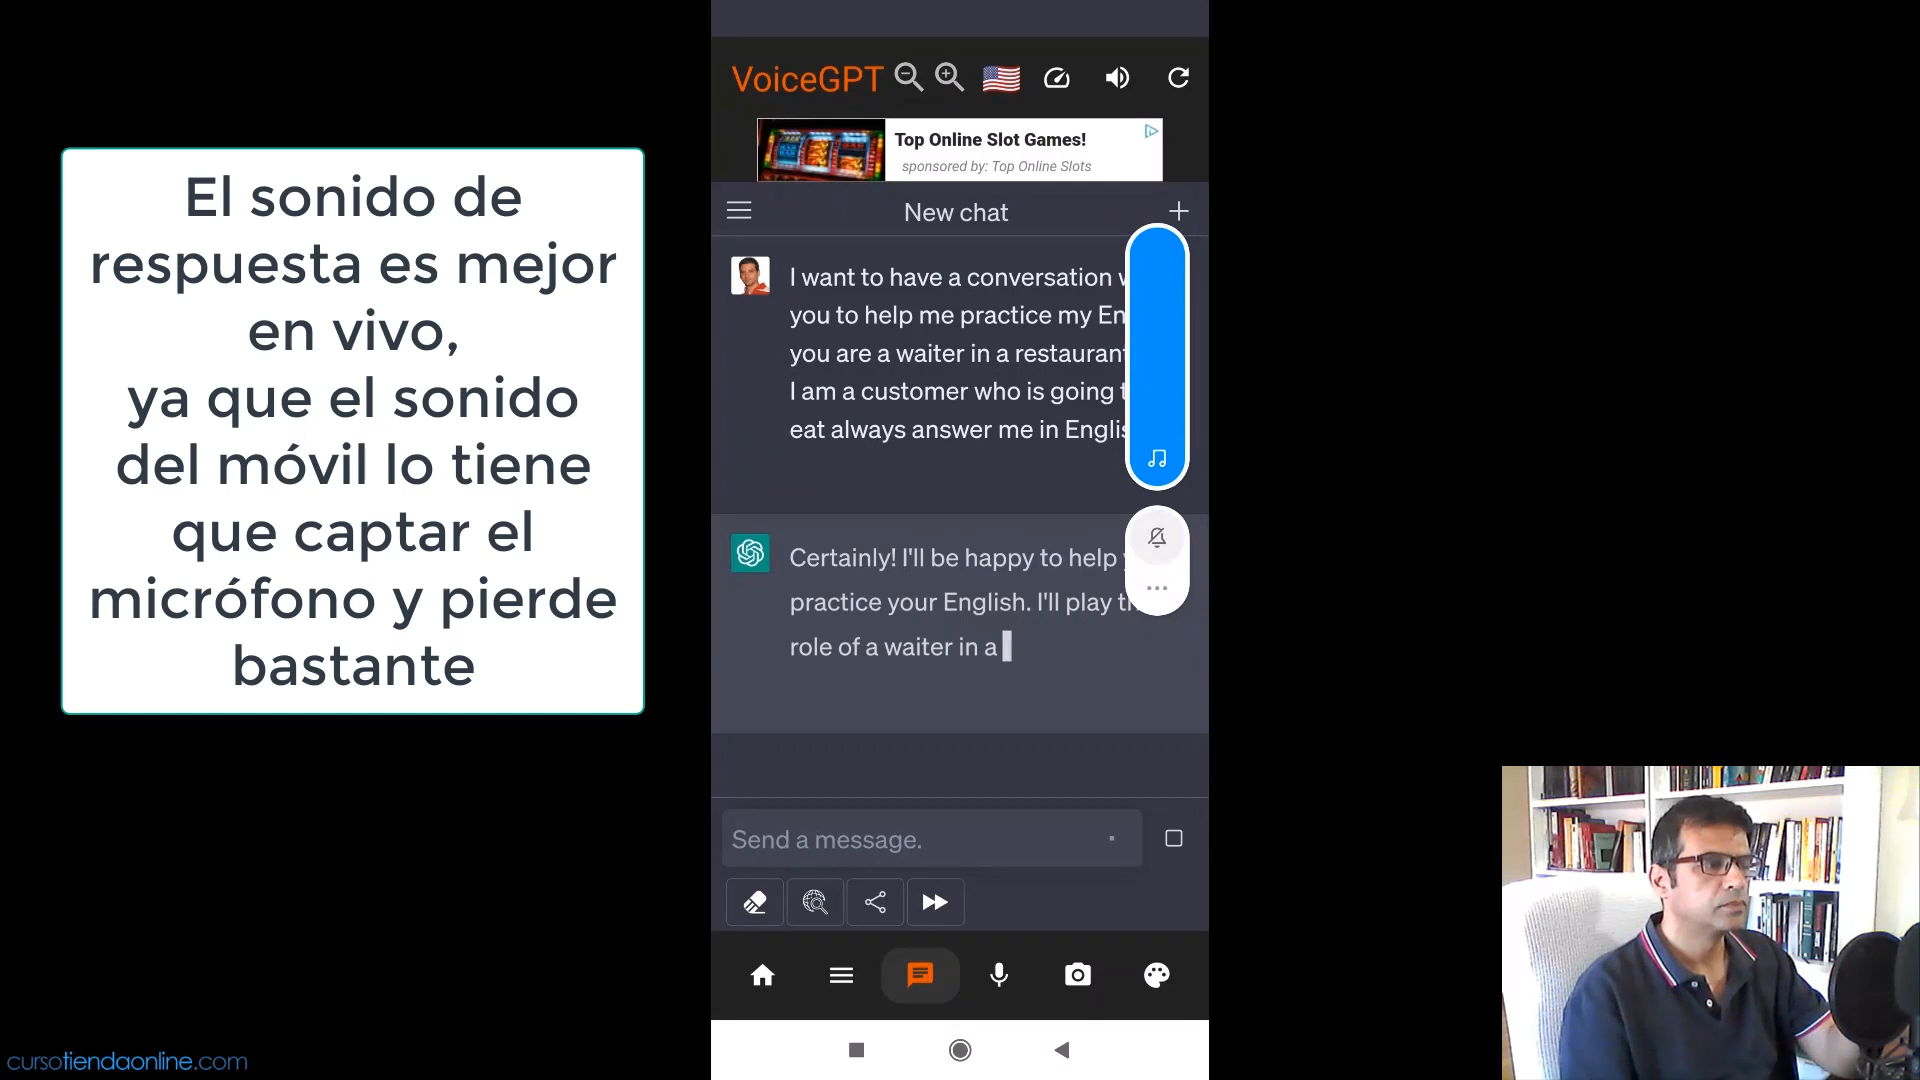 El sonido de
respuesta es mejor
en vivo,
ya que el sonido
del móvil lo tiene
que captar el
micrófono y pierde
bastante
VoiceGPT
Top Online Slot Games!
sponsored by: Top Online Slots
New chat
I want to have a conversation
you to help me practice my En
you are a waiter in a restaurant
I am a customer who is going
eat always answer me in Englis
Certainly! I'll be happy to help
practice your English. I'll play th
role of a waiter in a
Send a message.
cursotiendaonline.com